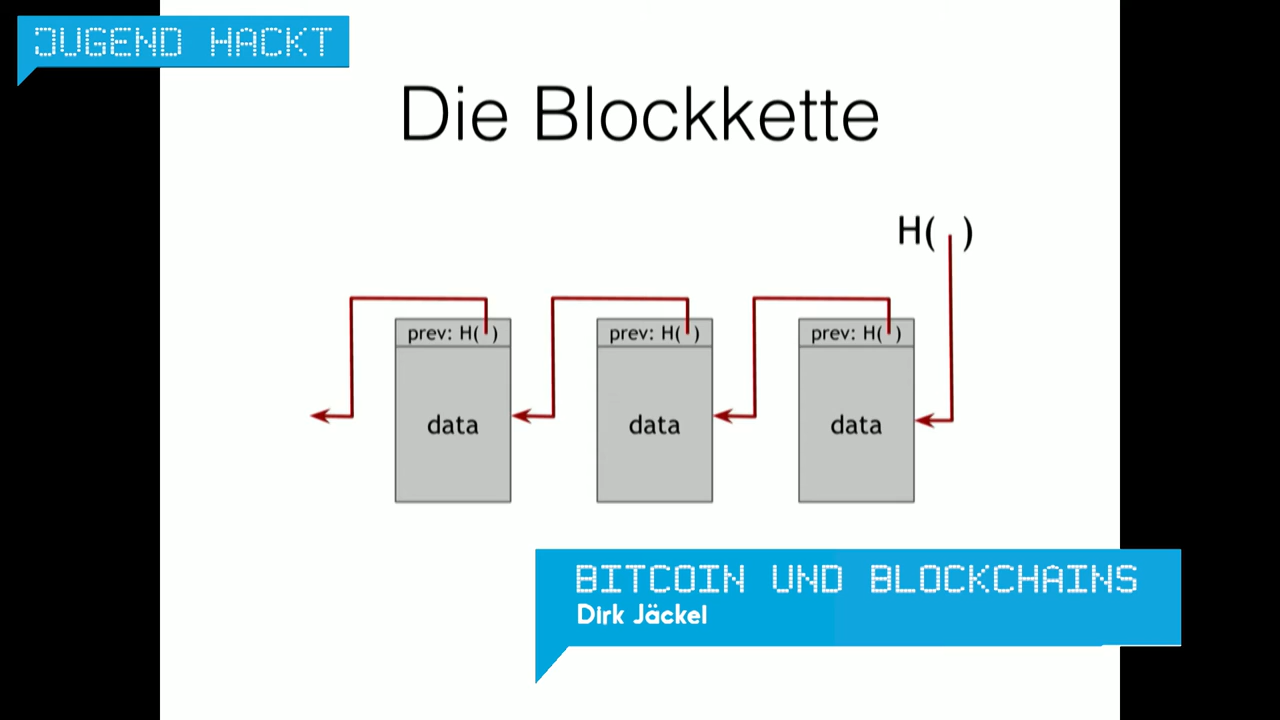 JUGEND HACKT
Die Blockkette
H( )
prev: H( ) prev: H( ) prev: H( )
data data data
BITCOIN UND BLOCKCHAINS
Dirk Jäckel